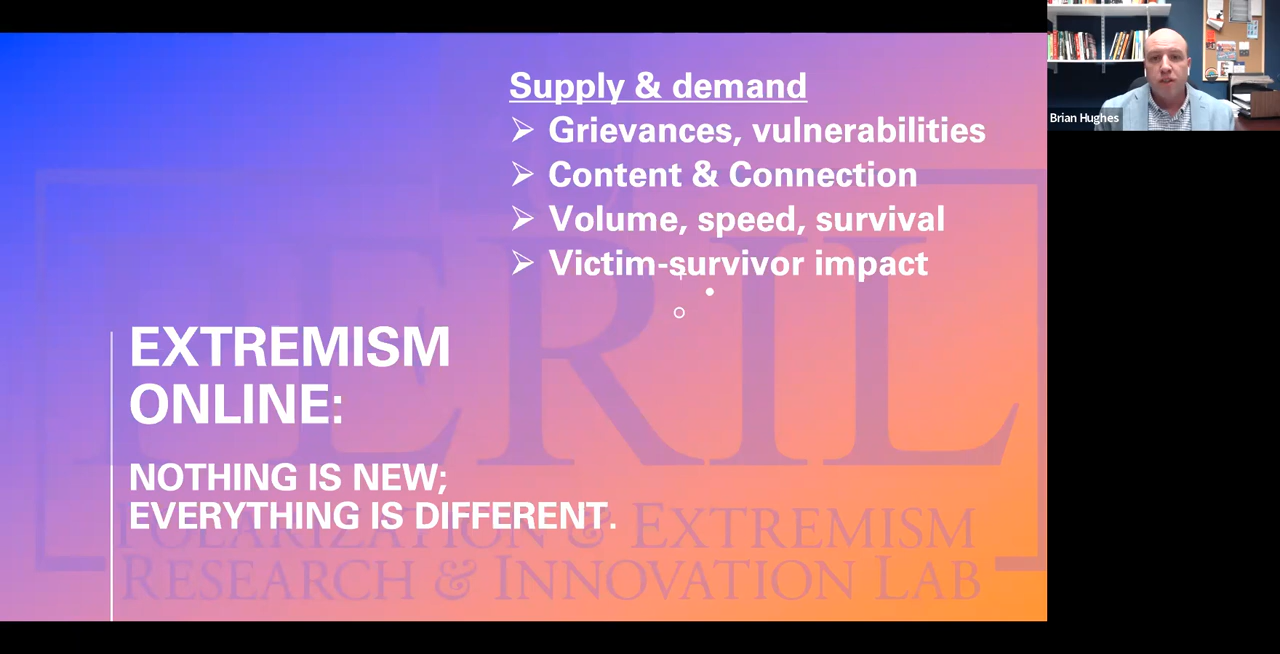 Supply & demand
➢ Grievances, vulnerabilities
➢ Content & Connection
➢ Volume, speed, survival
➢ Victim-survivor impact
EXTREMISM
ONLINE:
NOTHING IS NEW;
EVERYTHING IS DIFFERENT.
PERIL
POLARIZATION & EXTREMISM
RESEARCH & INNOVATION LAB
Brian Hughes